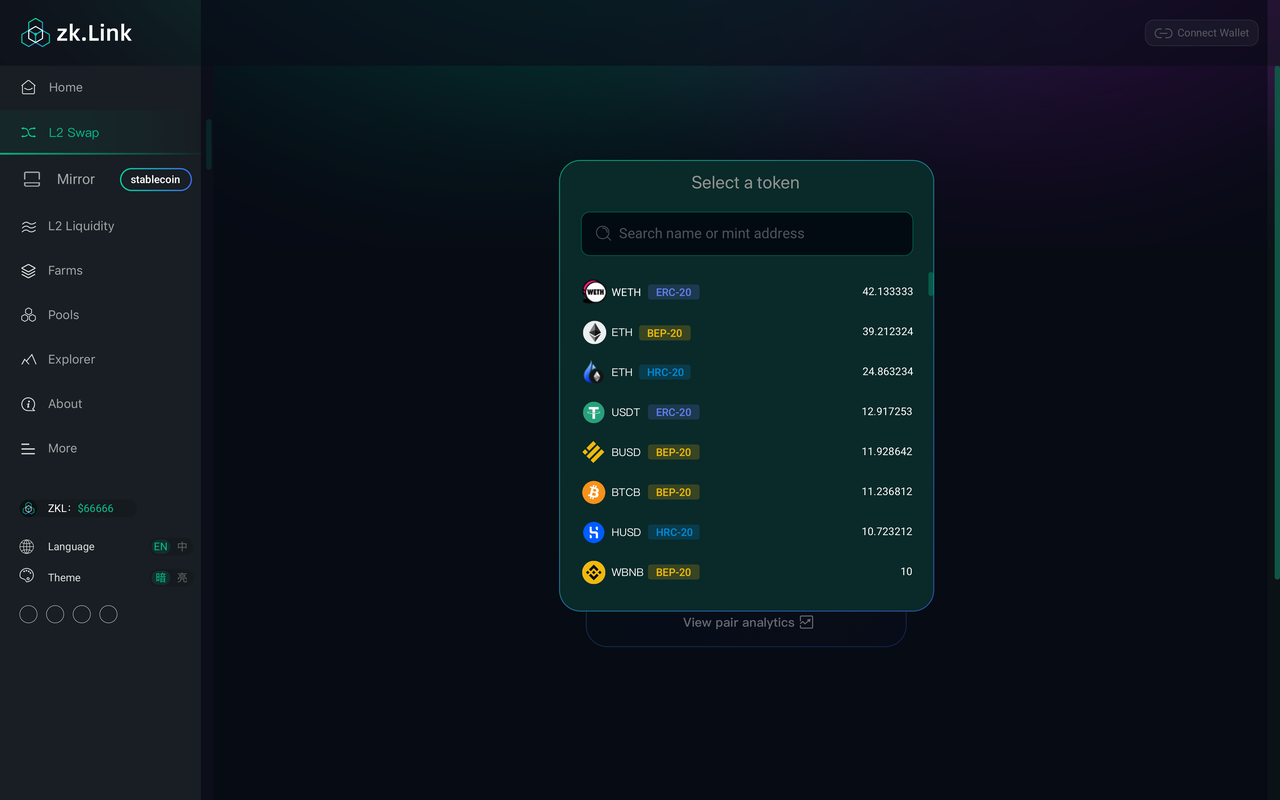 zk.Link
Connect Wallet
Home
L2 Swap
Mirror stablecoin
L2 Liquidity
Farms
Pools
Explorer
About
More
ZKL: $66666
Language EN 中
Theme 暗 亮
Select a token
Search name or mint address
WETH ERC-20 42.133333
ETH BEP-20 39.212324
ETH HRC-20 24.863234
USDT ERC-20 12.917253
BUSD BEP-20 11.928642
BTCB BEP-20 11.236812
HUSD HRC-20 10.723212
WBNB BEP-20 10
View pair analytics